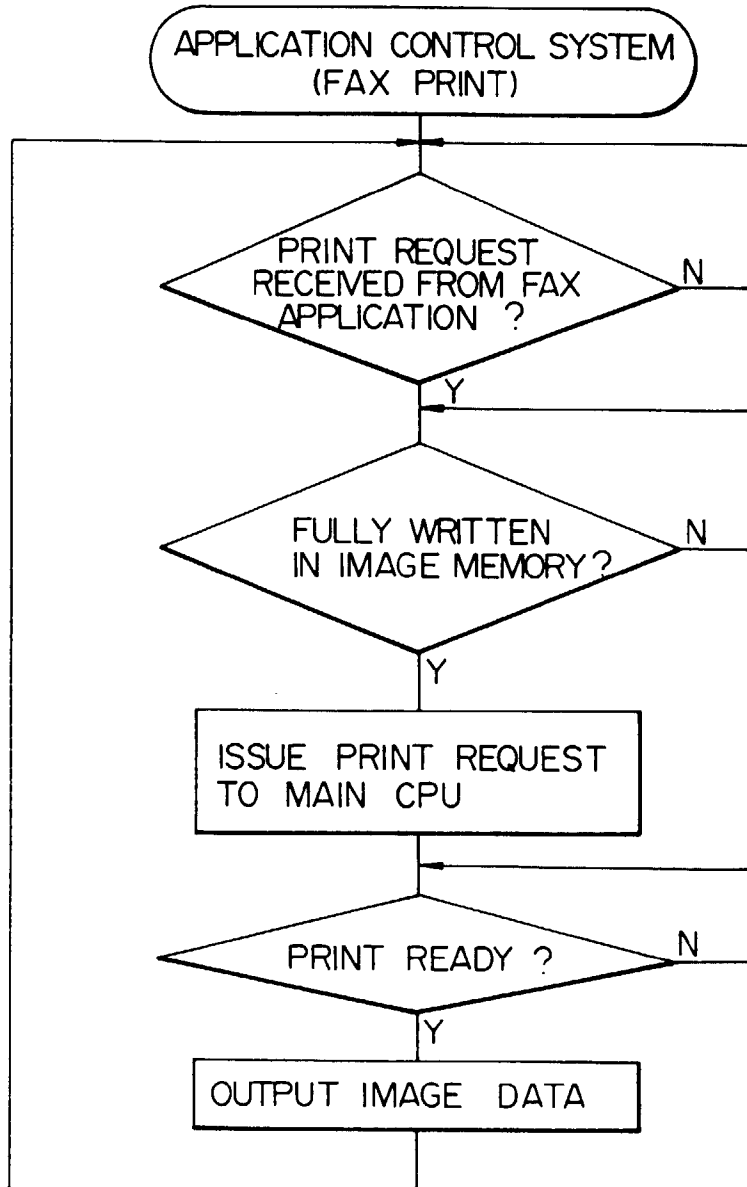 APPLICATION CONTROL SYSTEM
(FAX PRINT)
PRINT REQUEST
RECEIVED FROM FAX
APPLICATION ?
N
Y
FULLY WRITTEN
IN IMAGE MEMORY?
N
Y
ISSUE PRINT REQUEST
TO MAIN CPU
PRINT READY ?
N
Y
OUTPUT IMAGE DATA